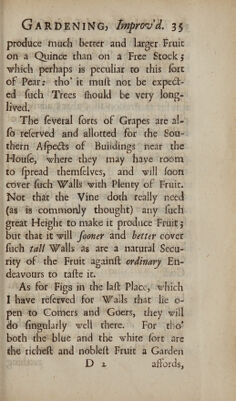 GARDENING, Improv'd. 35
produce much better and larger Fruit
on a Quince than on a Free Stock;
which perhaps is peculiar to this sort
of Pear: tho' it must not be expect-
ed such Trees should be very long-
lived.
The several sorts of Grapes are al-
so reserved and allotted for the Sou-
thern Aspects of Buildings near the
House, where they may have room
to spread themselves, and will soon
cover such Walls with Plenty of Fruit.
Not that the Vine doth really need
(as is commonly thought) any such
great Height to make it produce Fruit;
but that it will sooner and better cover
such tall Walls as are a natural Secu-
rity of the Fruit against ordinary En-
deavours to taste it.
As for Figs in the last Place, which
I have reserved for Walls that lie o-
pen to Comers and Goers, they will
do singularly well there. For tho'
both the blue and the white sort are
the richest and noblest Fruit a Garden
D 2 affords,